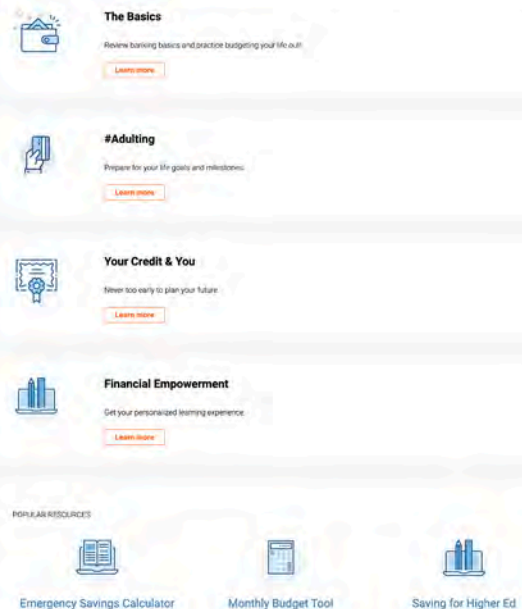 The Basics
Review banking basics and practice budgeting your life out!
Learn more
#Adulting
Prepare for your life goals and milestones.
Learn more
Your Credit & You
Never too early to plan your future.
Learn more
Financial Empowerment
Get your personalized learning experience.
Learn more
POPULAR RESOURCES
Emergency Savings Calculator
Monthly Budget Tool
Saving for Higher Ed